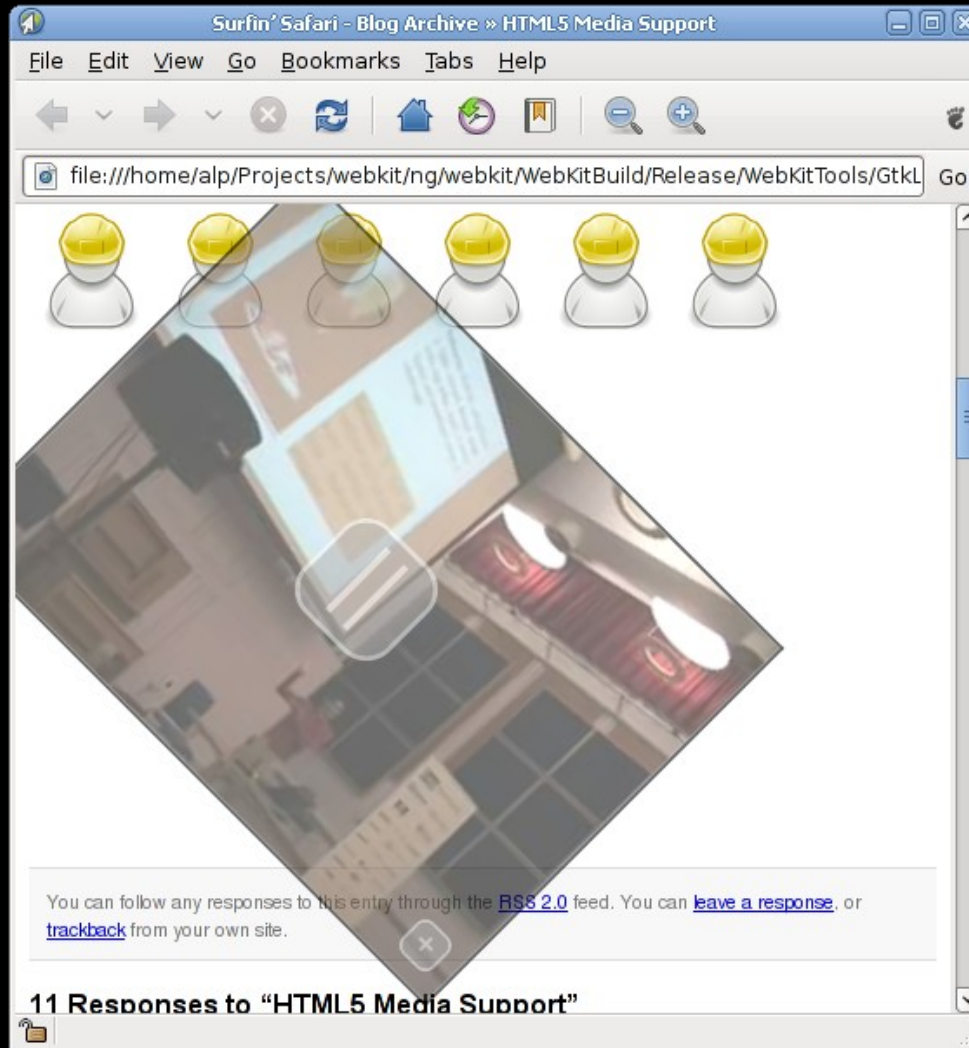 Surfin' Safari - Blog Archive » HTML5 Media Support
File Edit View Go Bookmarks Tabs Help
file:///home/alp/Projects/webkit/ng/webkit/WebKitBuild/Release/WebKitTools/GtkL Go
You can follow any responses to this entry through the RSS 2.0 feed. You can leave a response, or
trackback from your own site.
11 Responses to “HTML5 Media Support”